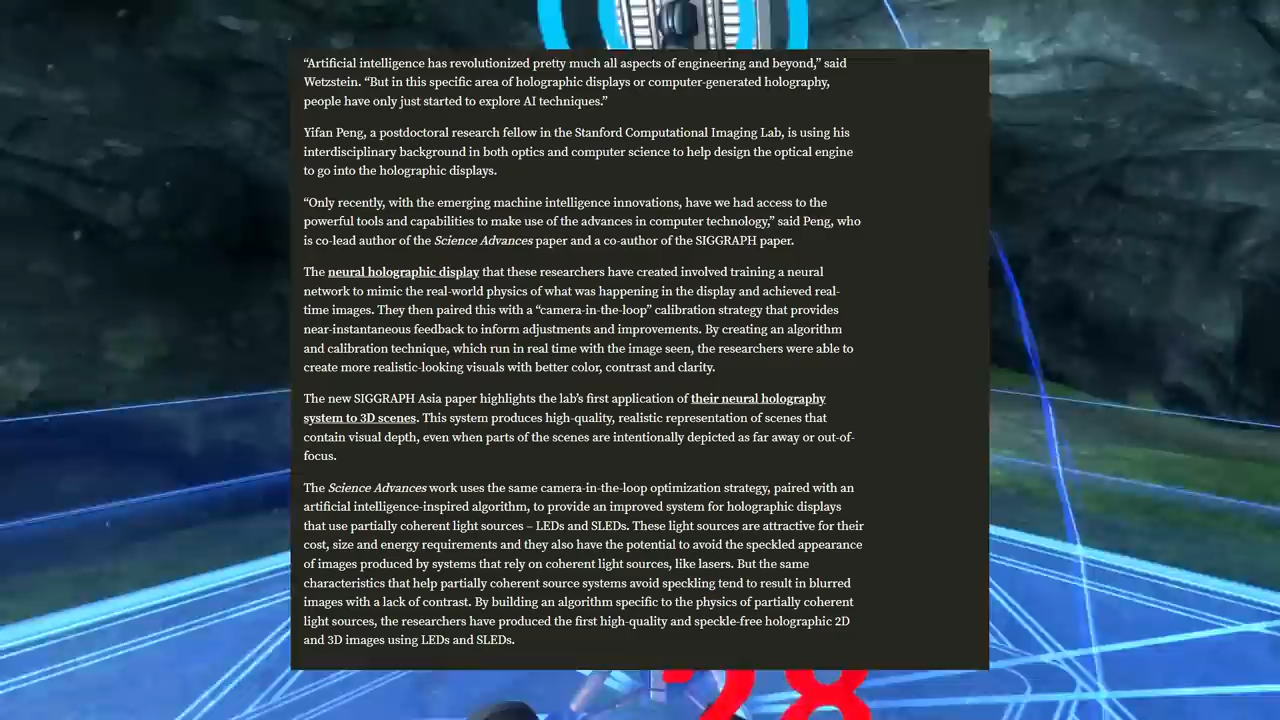 “Artificial intelligence has revolutionized pretty much all aspects of engineering and beyond,” said
Wetzstein. “But in this specific area of holographic displays or computer-generated holography,
people have only just started to explore AI techniques.”
Yifan Peng, a postdoctoral research fellow in the Stanford Computational Imaging Lab, is using his
interdisciplinary background in both optics and computer science to help design the optical engine
to go into the holographic displays.
“Only recently, with the emerging machine intelligence innovations, have we had access to the
powerful tools and capabilities to make use of the advances in computer technology,” said Peng, who
is co-lead author of the Science Advances paper and a co-author of the SIGGRAPH paper.
The neural holographic display that these researchers have created involved training a neural
network to mimic the real-world physics of what was happening in the display and achieved real-
time images. They then paired this with a “camera-in-the-loop” calibration strategy that provides
near-instantaneous feedback to inform adjustments and improvements. By creating an algorithm
and calibration technique, which run in real time with the image seen, the researchers were able to
create more realistic-looking visuals with better color, contrast and clarity.
The new SIGGRAPH Asia paper highlights the lab’s first application of their neural holography
system to 3D scenes. This system produces high-quality, realistic representation of scenes that
contain visual depth, even when parts of the scenes are intentionally depicted as far away or out-of-
focus.
The Science Advances work uses the same camera-in-the-loop optimization strategy, paired with an
artificial intelligence-inspired algorithm, to provide an improved system for holographic displays
that use partially coherent light sources – LEDs and SLEDs. These light sources are attractive for their
cost, size and energy requirements and they also have the potential to avoid the speckled appearance
of images produced by systems that rely on coherent light sources, like lasers. But the same
characteristics that help partially coherent source systems avoid speckling tend to result in blurred
images with a lack of contrast. By building an algorithm specific to the physics of partially coherent
light sources, the researchers have produced the first high-quality and speckle-free holographic 2D
and 3D images using LEDs and SLEDs.
28